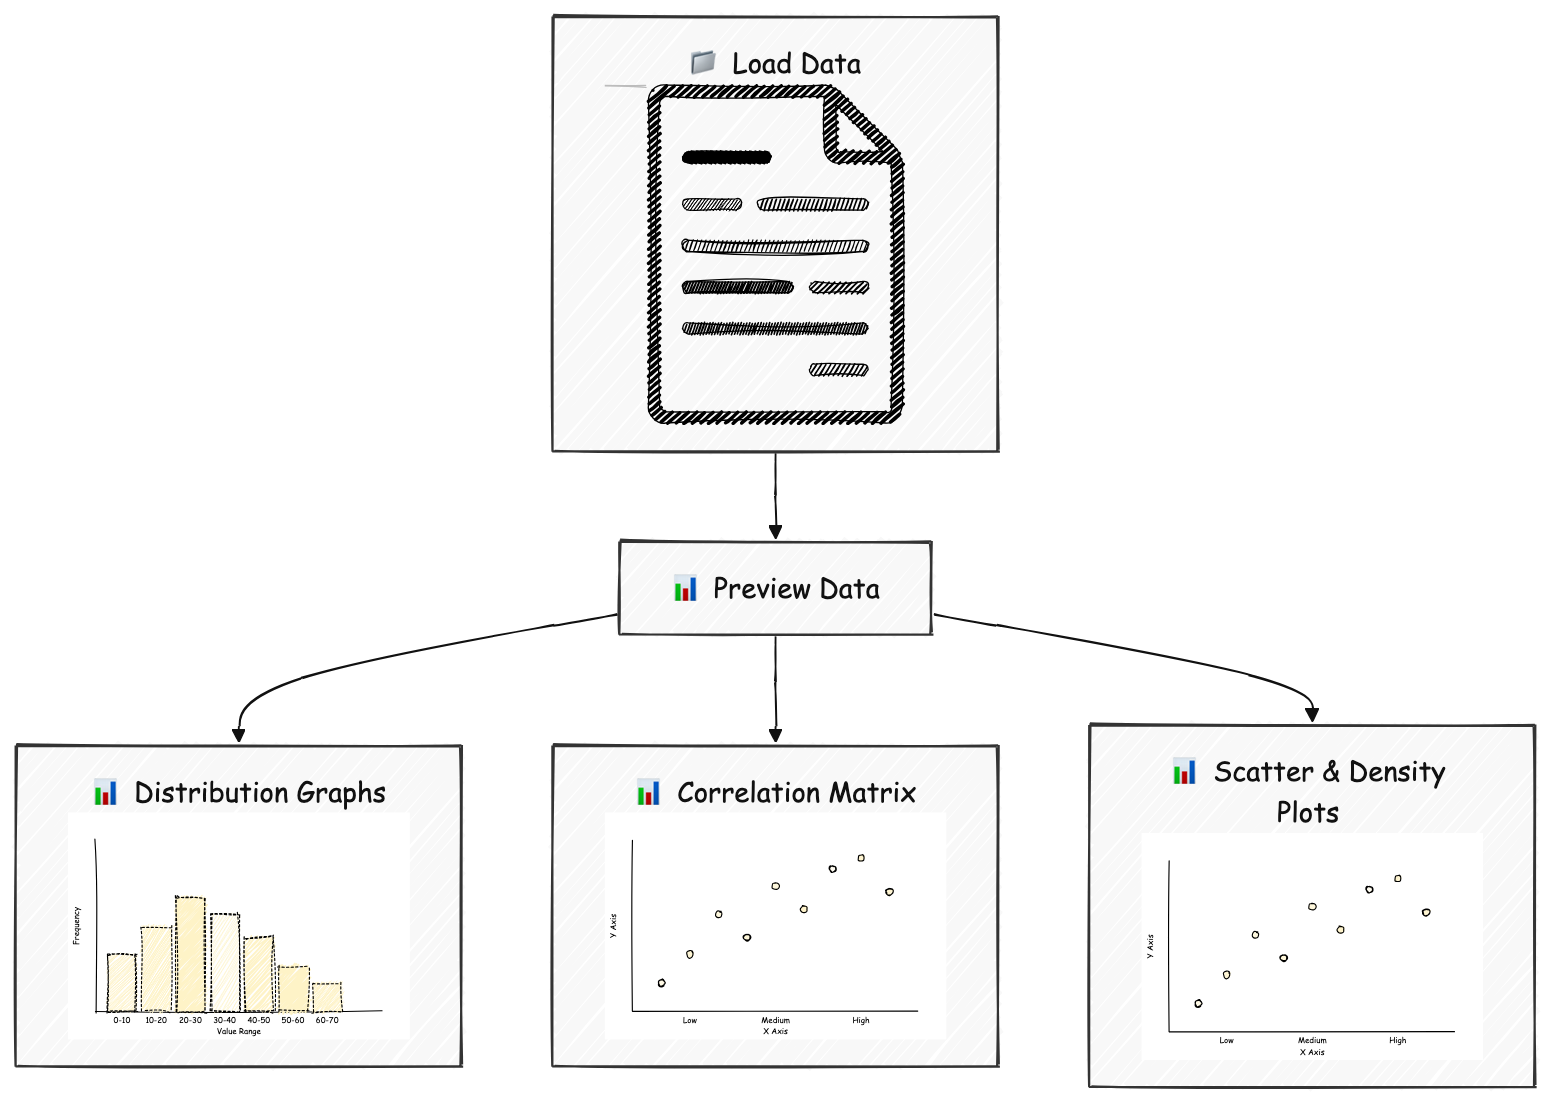 Load Data
Preview Data
Distribution Graphs
Frequency
0-10 10-20 20-30 30-40 40-50 50-60 60-70
Value Range
Correlation Matrix
Y Axis
Low Medium High
X Axis
Scatter & Density
Plots
Y Axis
Low Medium High
X Axis